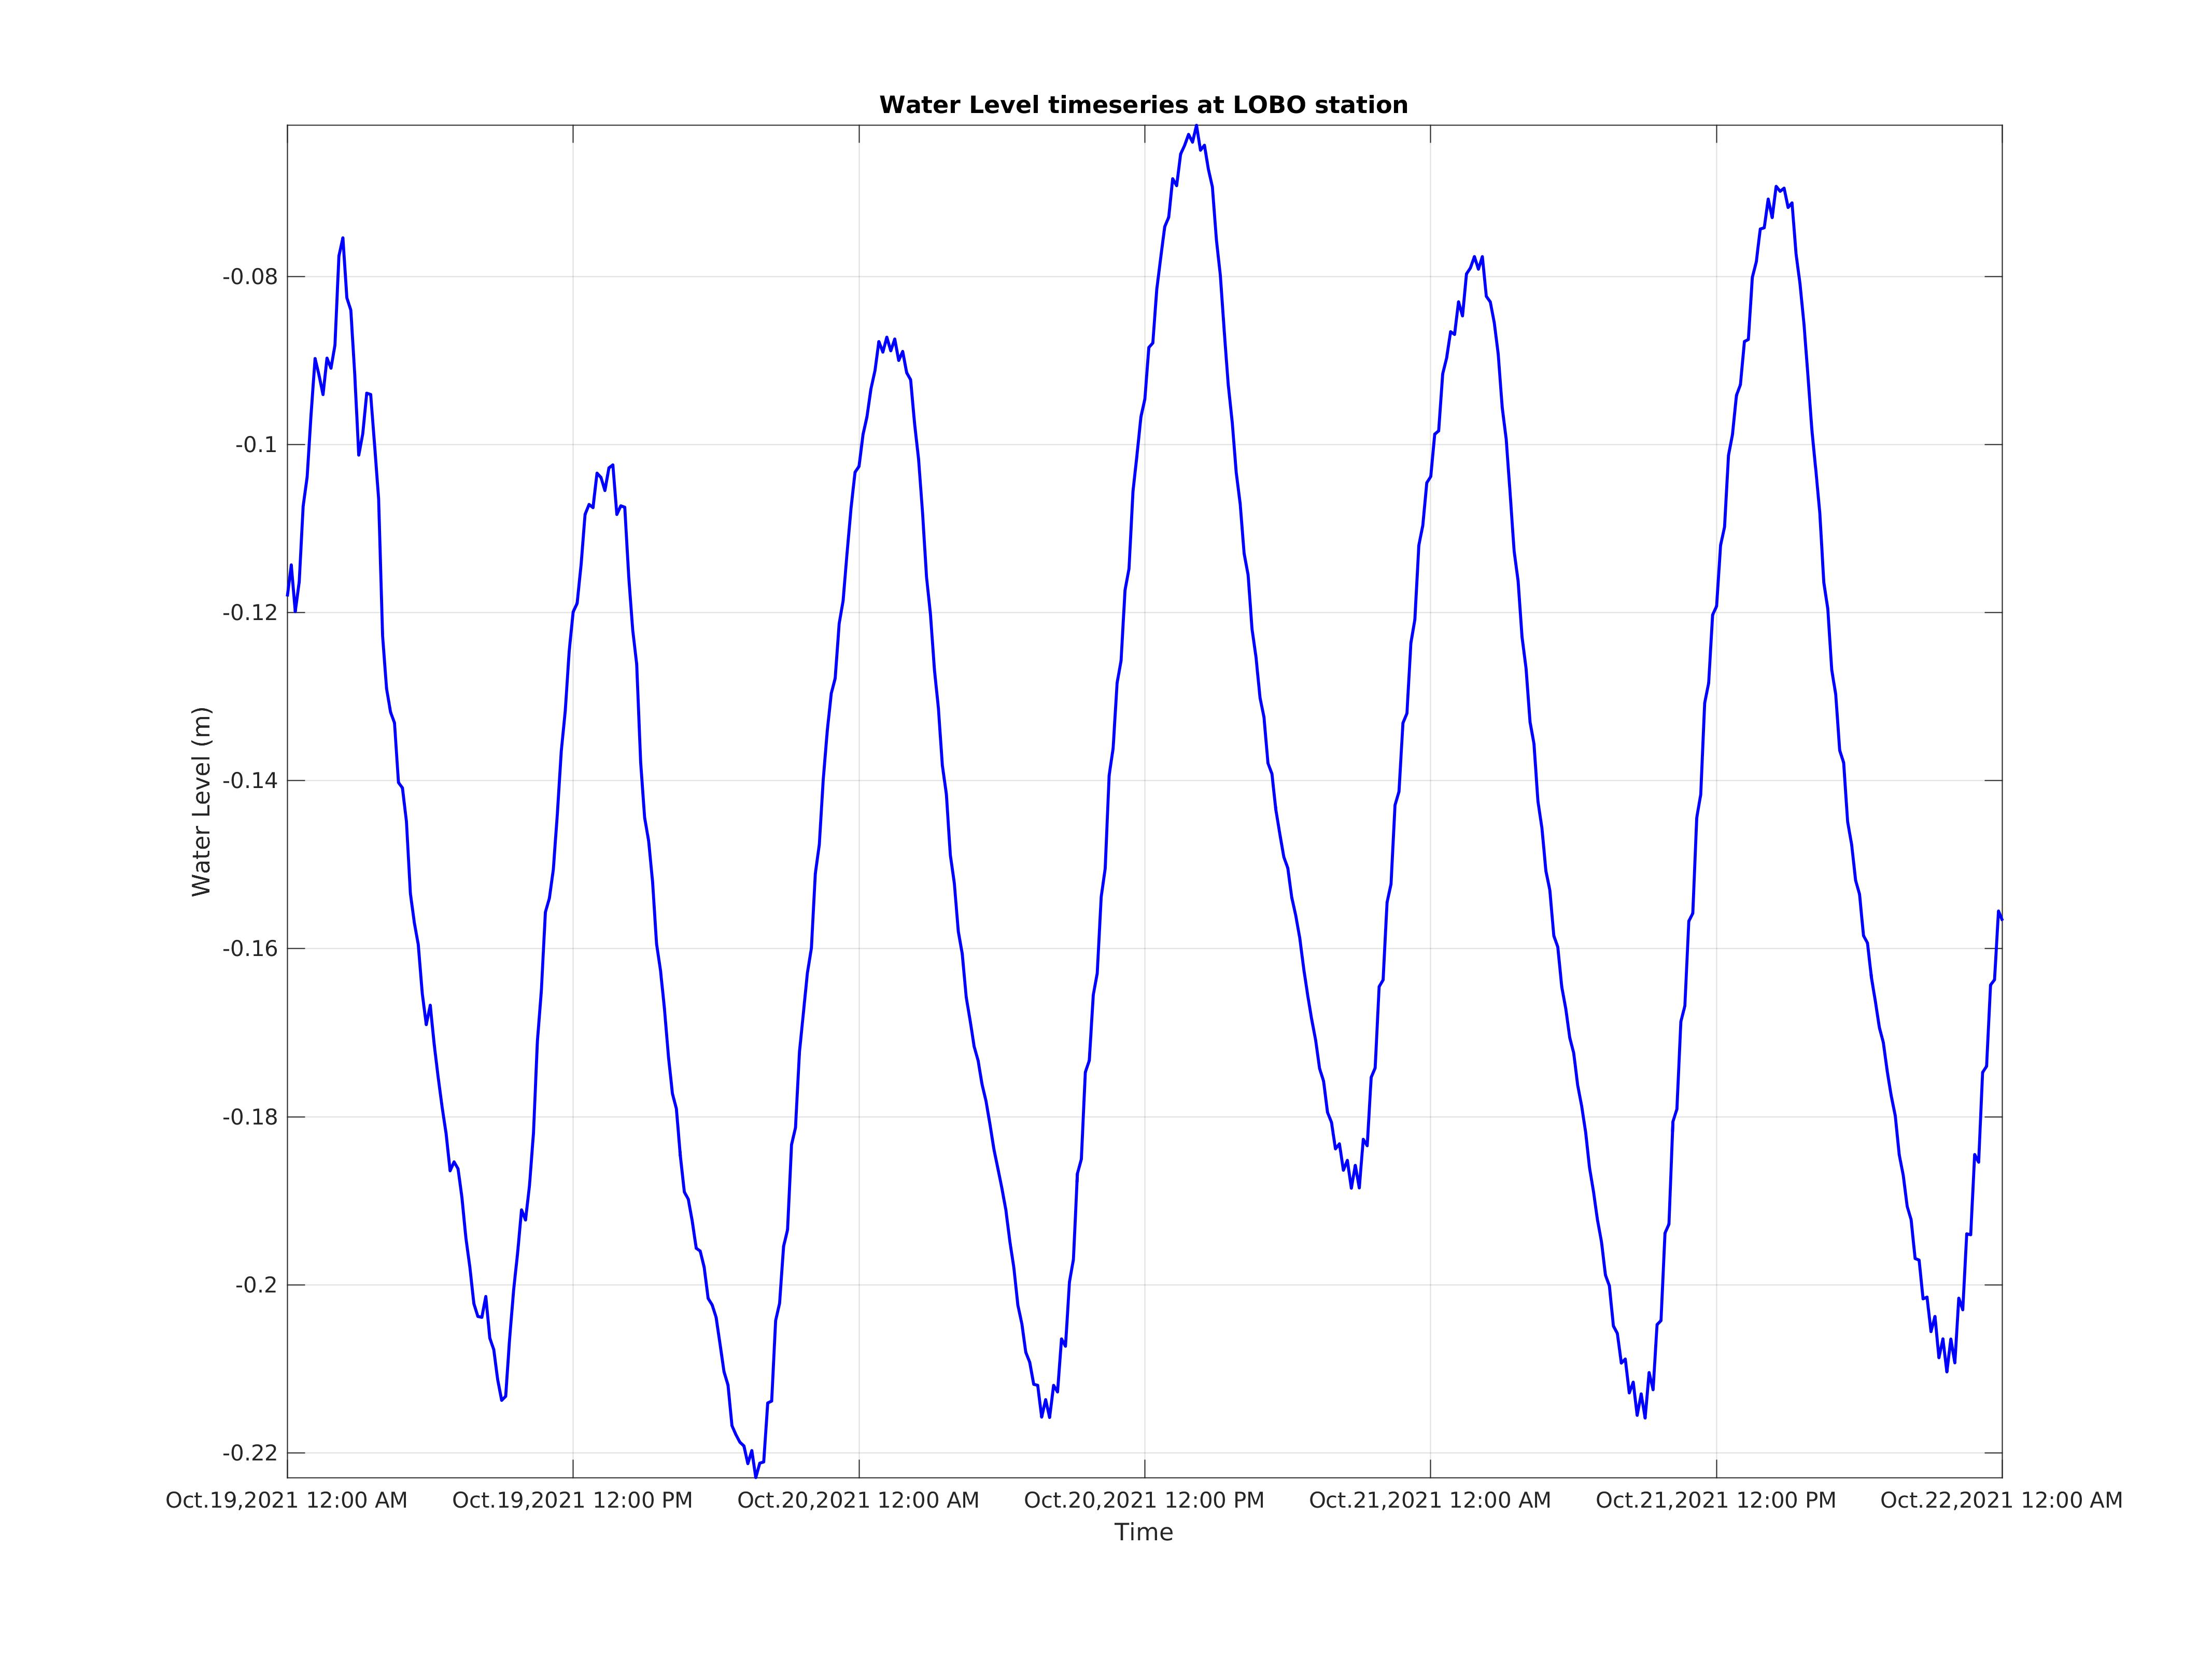 Water Level timeseries at LOBO station
-0.08
-0.1
-0.12
-0.14
-0.16
-0.18
-0.2
-0.22
Water Level (m)
Oct.19,2021 12:00 AM Oct.19,2021 12:00 PM Oct.20,2021 12:00 AM Oct.20,2021 12:00 PM Oct.21,2021 12:00 AM Oct.21,2021 12:00 PM Oct.22,2021 12:00 AM
Time